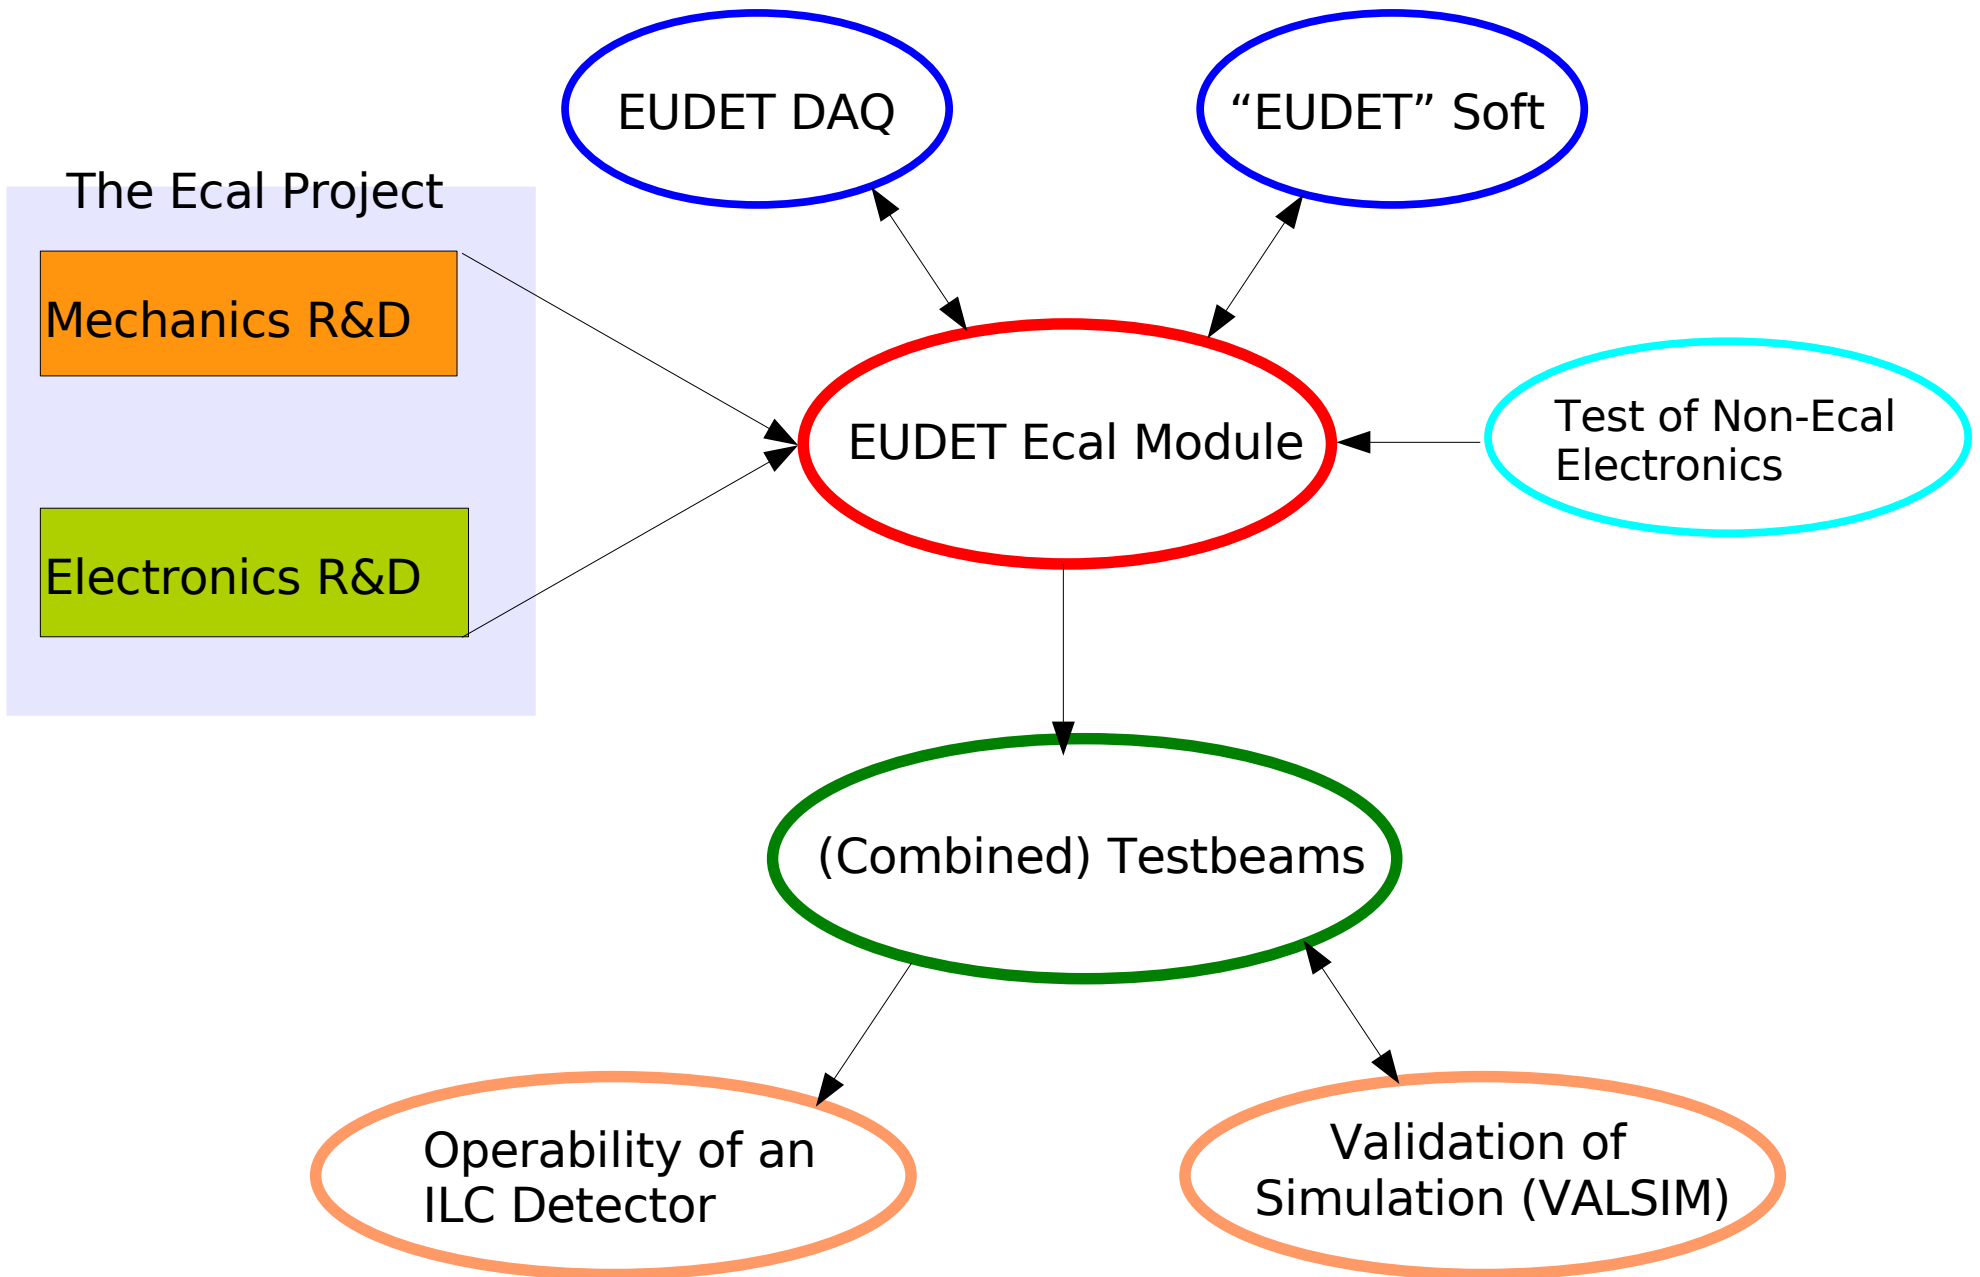 EUDET DAQ
“EUDET” Soft
The Ecal Project
Mechanics R&D
EUDET Ecal Module
Test of Non-Ecal
Electronics
Electronics R&D
(Combined) Testbeams
Operability of an
ILC Detector
Validation of
Simulation (VALSIM)